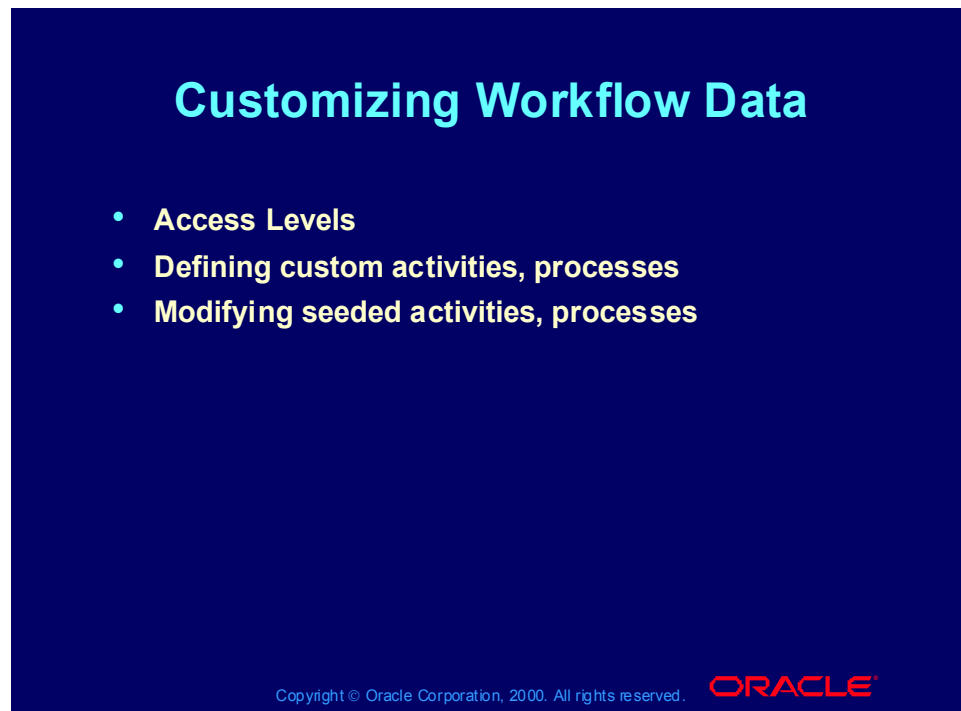 Customizing Workflow Data
• Access Levels
• Defining custom activities, processes
• Modifying seeded activities, processes
Copyright © Oracle Corporation, 2000. All rights reserved.
ORACLE®